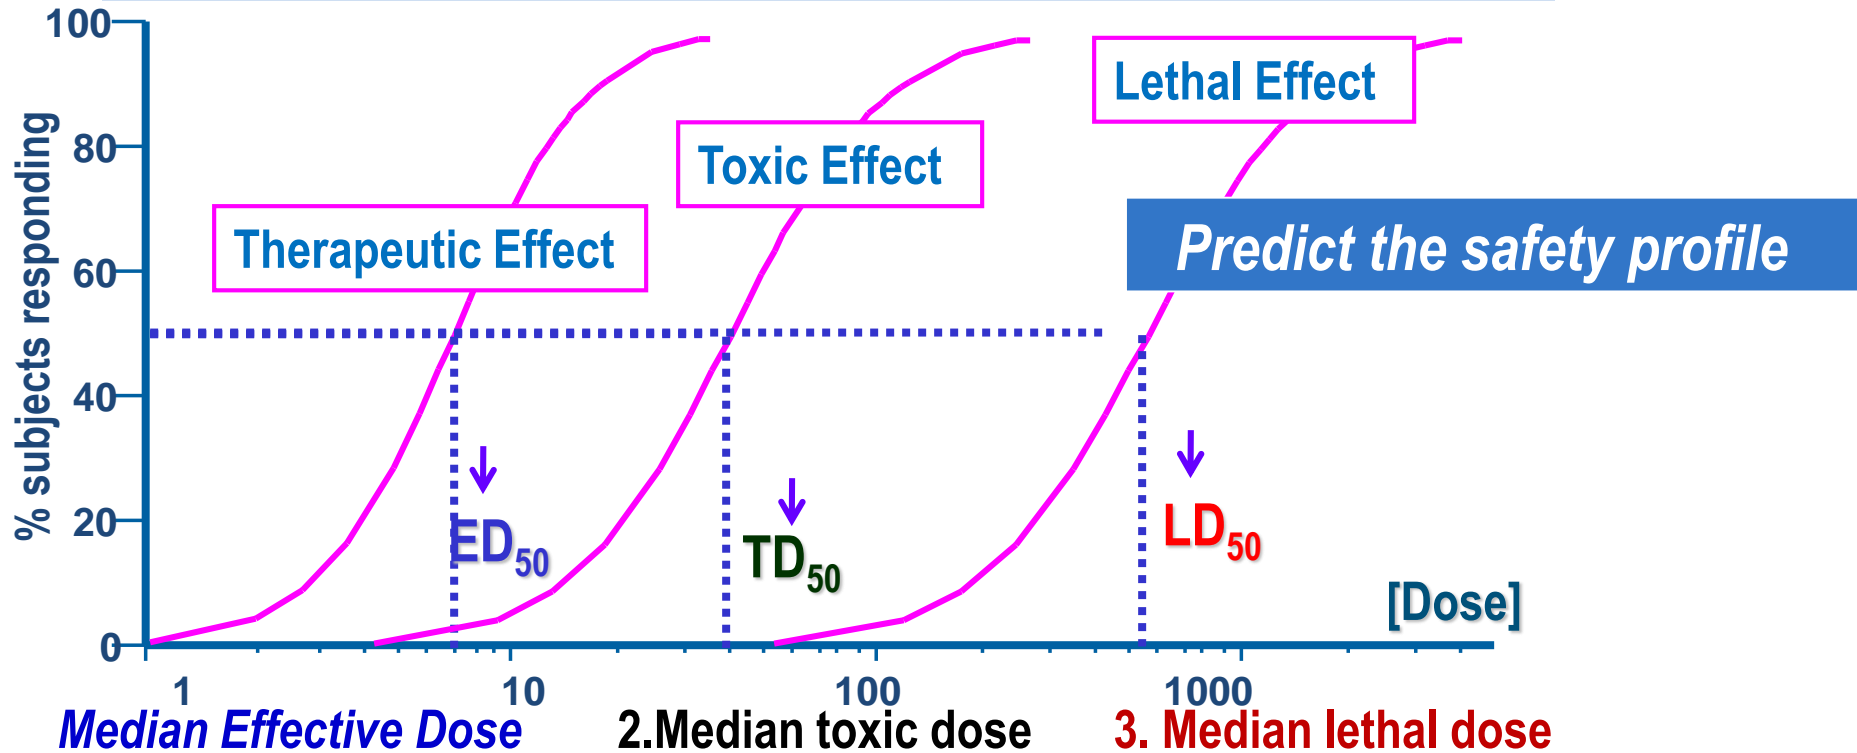 100
80
60
40
20
0
% subjects responding
Therapeutic Effect
Toxic Effect
Lethal Effect
Predict the safety profile
ED50
TD50
LD50
[Dose]
1 10 100 1000
Median Effective Dose 2.Median toxic dose 3. Median lethal dose